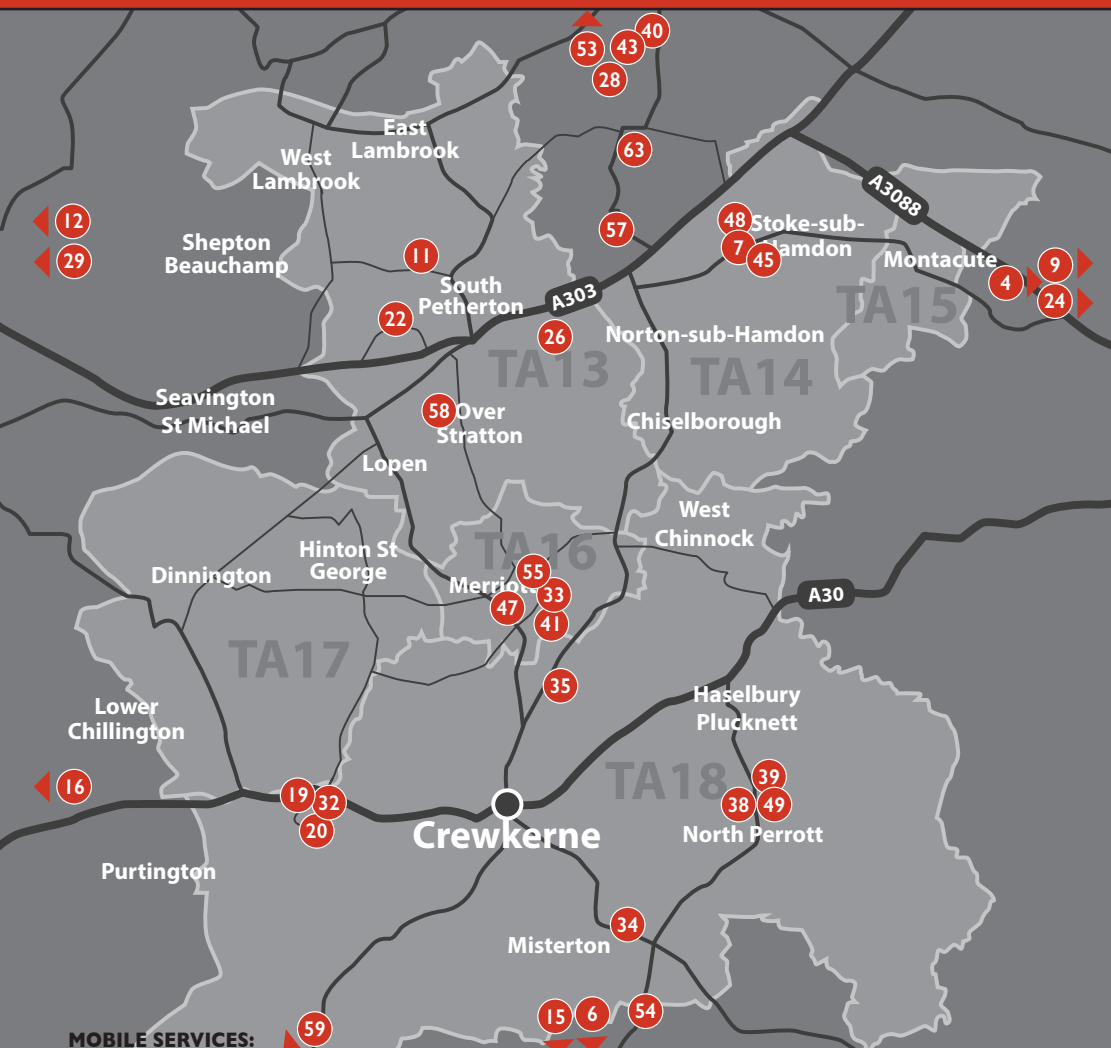 40
53
43
28
East
Lambrook
63
West
Lambrook
A3088
12
48
Stoke-sub-
Hamdon
57
7
45
Shepton
Beauchamp
29
11
Montacute
9
4
24
South
Petherton
A303
TA15
22
26
Norton-sub-Hamdon
TA13
TA14
Seavington
St Michael
58
Over
Stratton
Chiselborough
Lopen
West
Chinnock
TA16
Hinton St
George
Dinnington
55
Merriott
33
A30
47
41
TA17
35
Haselbury
Plucknett
Lower
Chillington
16
TA18
39
19
32
38
49
20
Crewkerne
North Perrott
Purtington
34
Misterton
15
6
54
59
MOBILE SERVICES: